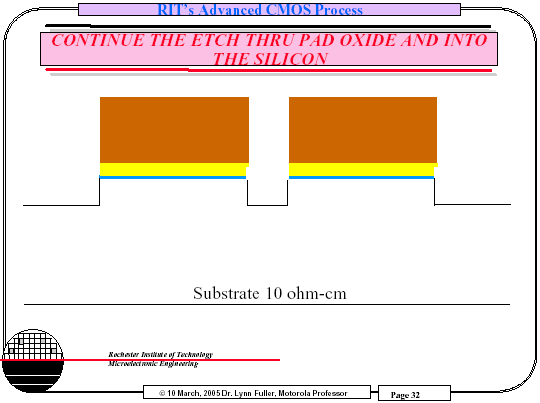 RIT's Advanced CMOS Process
CONTINUE THE ETCH THRU PAD OXIDE AND INTO
THE SILICON
Substrate 10 ohm-cm
Rochester Institute of Technology
Microelectronic Engineering
© 10 March, 2005 Dr. Lynn Fuller, Motorola Professor
Page 32